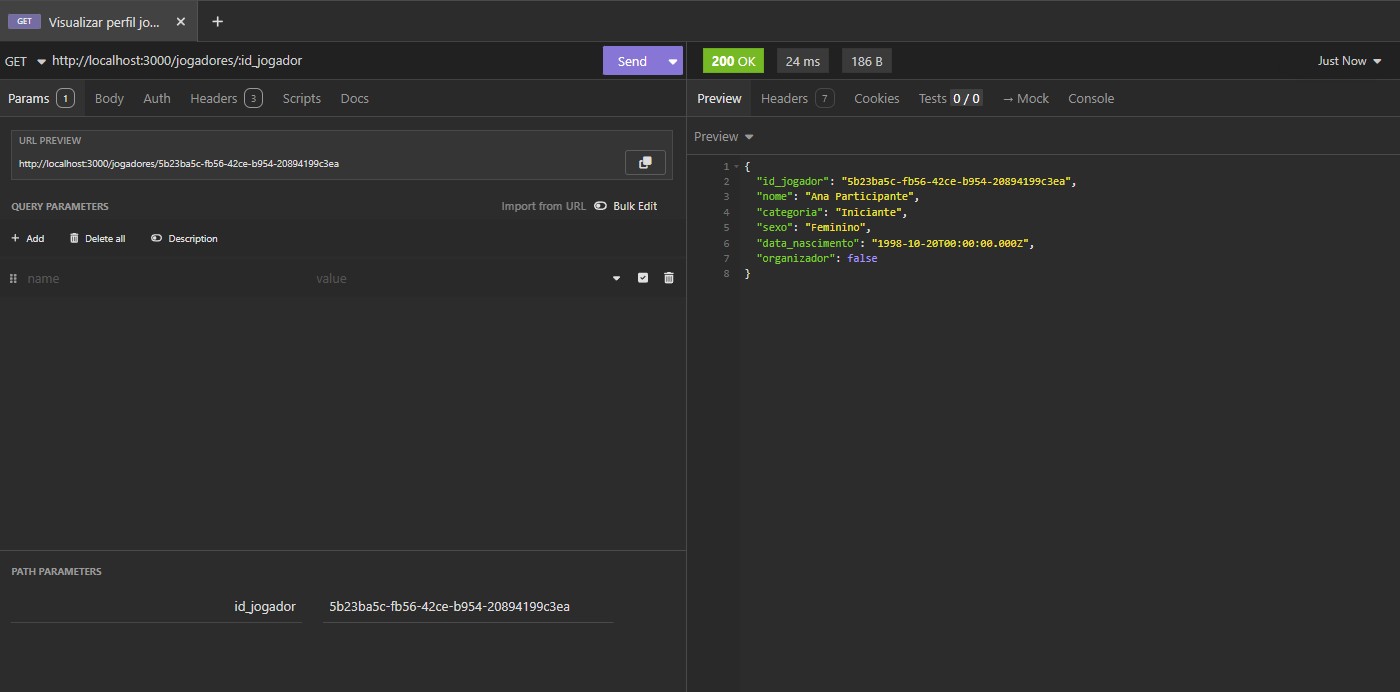 GET Visualizar perfil jo...
GET http://localhost:3000/jogadores/:id_jogador Send
Params 1 Body Auth Headers 3 Scripts Docs
URL PREVIEW
http://localhost:3000/jogadores/5b23ba5c-fb56-42ce-b954-20894199c3ea
QUERY PARAMETERS Import from URL Bulk Edit
+ Add Delete all Description
name value
PATH PARAMETERS
id_jogador 5b23ba5c-fb56-42ce-b954-20894199c3ea
200 OK 24 ms 186 B Just Now
Preview Headers 7 Cookies Tests 0 / 0 → Mock Console
Preview
1 {
2 "id_jogador": "5b23ba5c-fb56-42ce-b954-20894199c3ea",
3 "nome": "Ana Participante",
4 "categoria": "Iniciante",
5 "sexo": "Feminino",
6 "data_nascimento": "1998-10-20T00:00:00.000Z",
7 "organizador": false
8 }